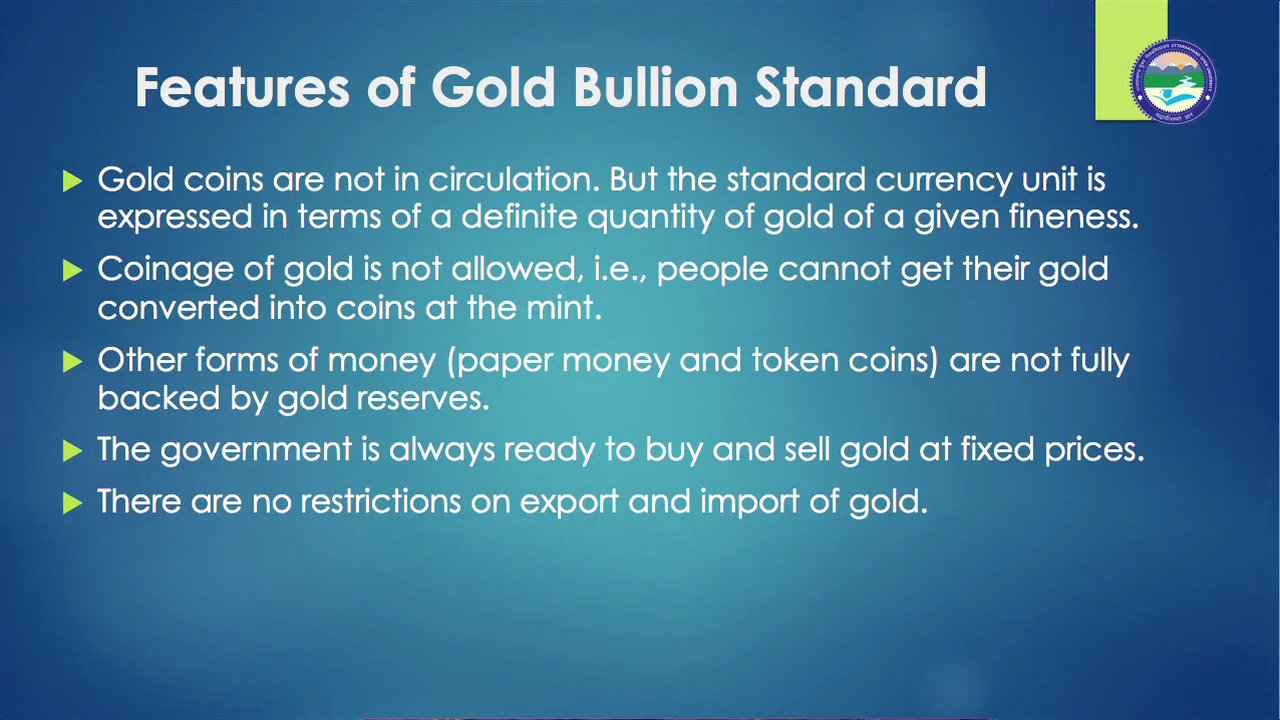 Features of Gold Bullion Standard
Gold coins are not in circulation. But the standard currency unit is
expressed in terms of a definite quantity of gold of a given fineness.
Coinage of gold is not allowed, i.e., people cannot get their gold
converted into coins at the mint.
Other forms of money (paper money and token coins) are not fully
backed by gold reserves.
The government is always ready to buy and sell gold at fixed prices.
There are no restrictions on export and import of gold.